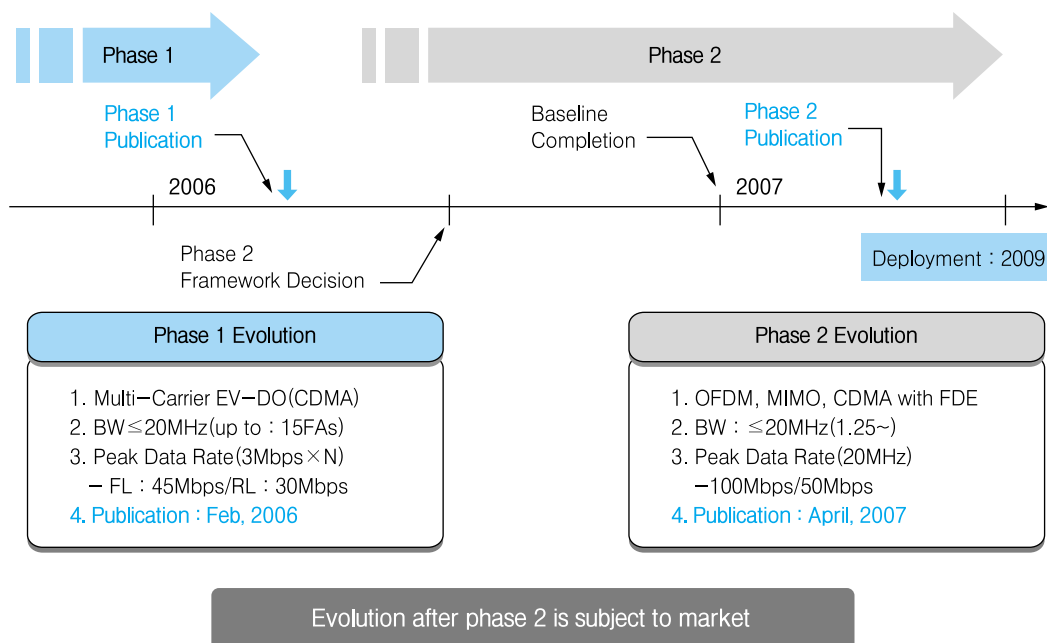 Phase 1
Phase 2
Phase 1
Publication
Baseline
Completion
Phase 2
Publication
2006
2007
Phase 2
Framework Decision
Deployment : 2009
Phase 1 Evolution
1. Multi-Carrier EV-DO(CDMA)
2. BW≤20MHz(up to : 15FAs)
3. Peak Data Rate(3Mbps×N)
- FL : 45Mbps/RL : 30Mbps
4. Publication : Feb, 2006
Phase 2 Evolution
1. OFDM, MIMO, CDMA with FDE
2. BW : ≤20MHz(1.25~)
3. Peak Data Rate(20MHz)
-100Mbps/50Mbps
4. Publication : April, 2007
Evolution after phase 2 is subject to market